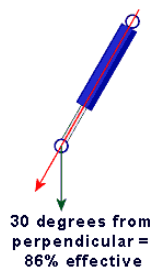 30 degrees from
perpendicular =
86% effective